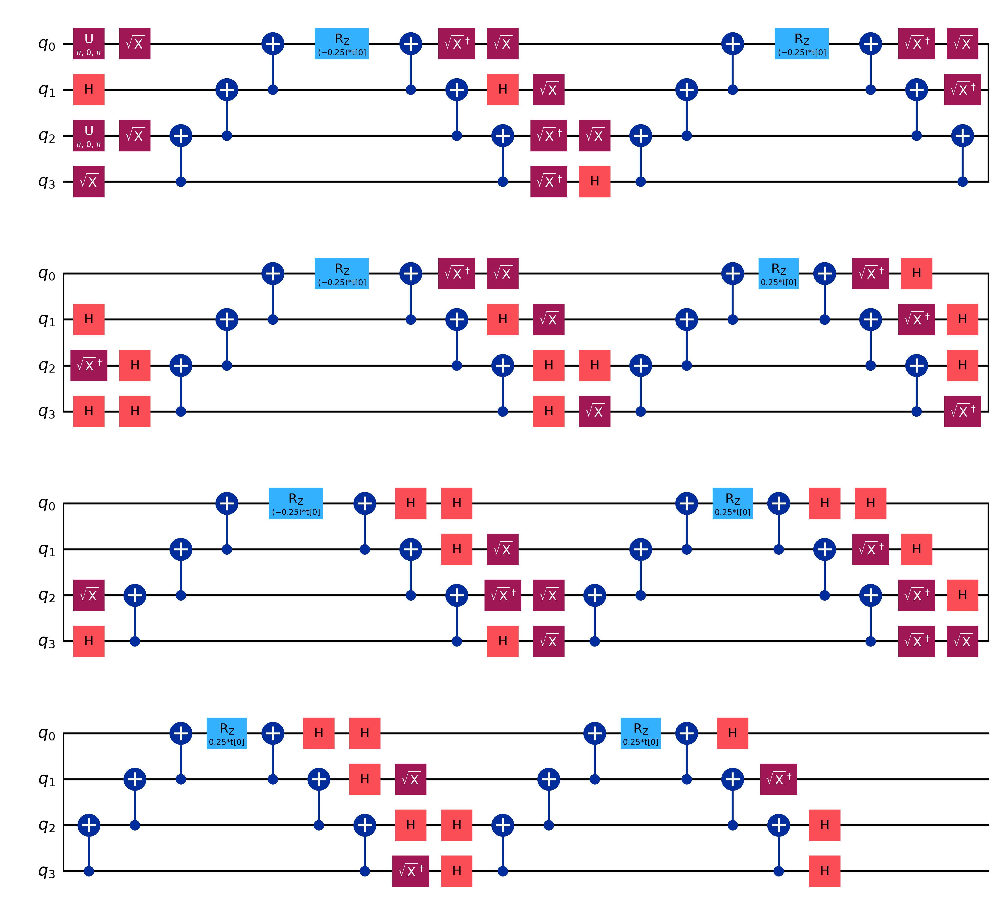 q0 U π, 0, π √X RZ (−0.25)*t[0] √X† √X RZ (−0.25)*t[0] √X† √X
q1 H H √X √X†
q2 U π, 0, π √X √X† √X
q3 √X √X† H
q0 RZ (−0.25)*t[0] √X† √X RZ 0.25*t[0] √X† H
q1 H H √X √X† H
q2 √X† H H H H
q3 H H H √X √X†
q0 RZ (−0.25)*t[0] H H RZ 0.25*t[0] H H
q1 H √X √X† H
q2 √X √X† √X √X† H
q3 H H √X √X† √X
q0 RZ 0.25*t[0] H H RZ 0.25*t[0] H
q1 H √X √X†
q2 H H H
q3 √X† H H